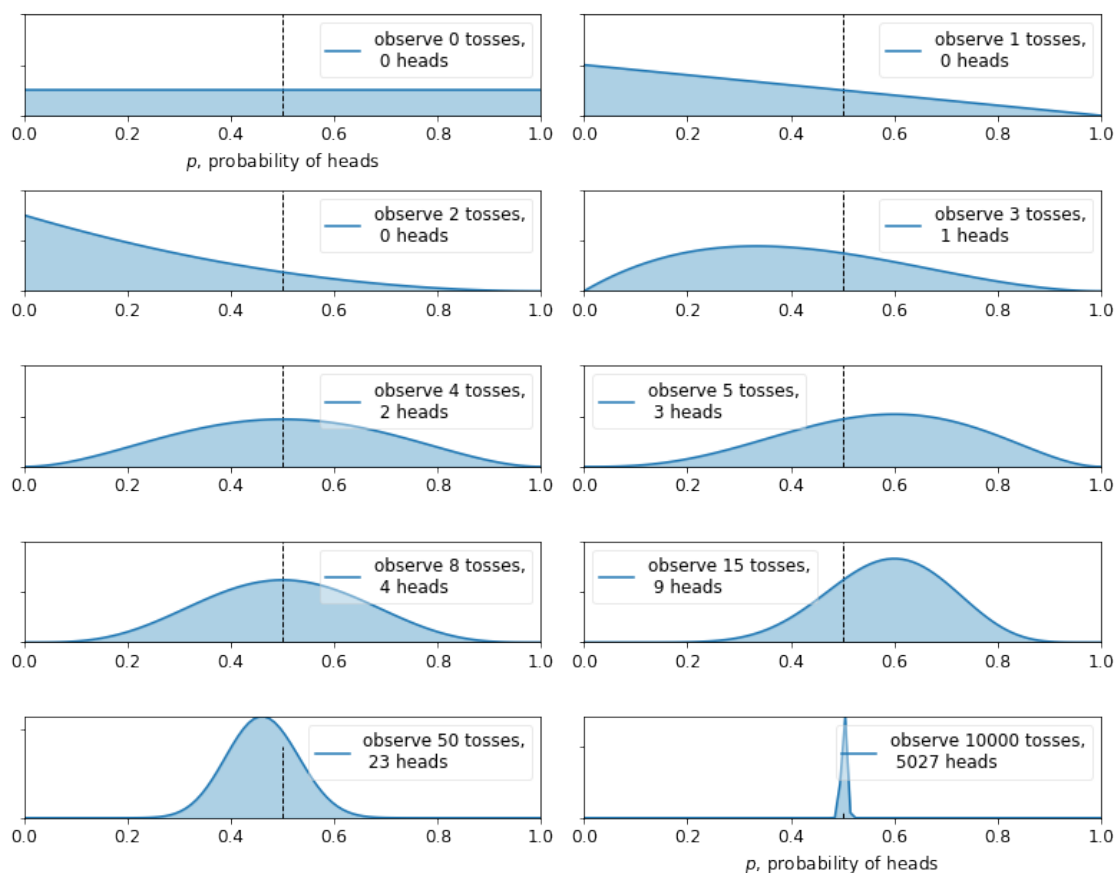 observe 0 tosses,
0 heads
0.0 0.2 0.4 0.6 0.8 1.0
p, probability of heads
observe 1 tosses,
0 heads
0.0 0.2 0.4 0.6 0.8 1.0
observe 2 tosses,
0 heads
0.0 0.2 0.4 0.6 0.8 1.0
observe 3 tosses,
1 heads
0.0 0.2 0.4 0.6 0.8 1.0
observe 4 tosses,
2 heads
0.0 0.2 0.4 0.6 0.8 1.0
observe 5 tosses,
3 heads
0.0 0.2 0.4 0.6 0.8 1.0
observe 8 tosses,
4 heads
0.0 0.2 0.4 0.6 0.8 1.0
observe 15 tosses,
9 heads
0.0 0.2 0.4 0.6 0.8 1.0
observe 50 tosses,
23 heads
0.0 0.2 0.4 0.6 0.8 1.0
observe 10000 tosses,
5027 heads
0.0 0.2 0.4 0.6 0.8 1.0
p, probability of heads